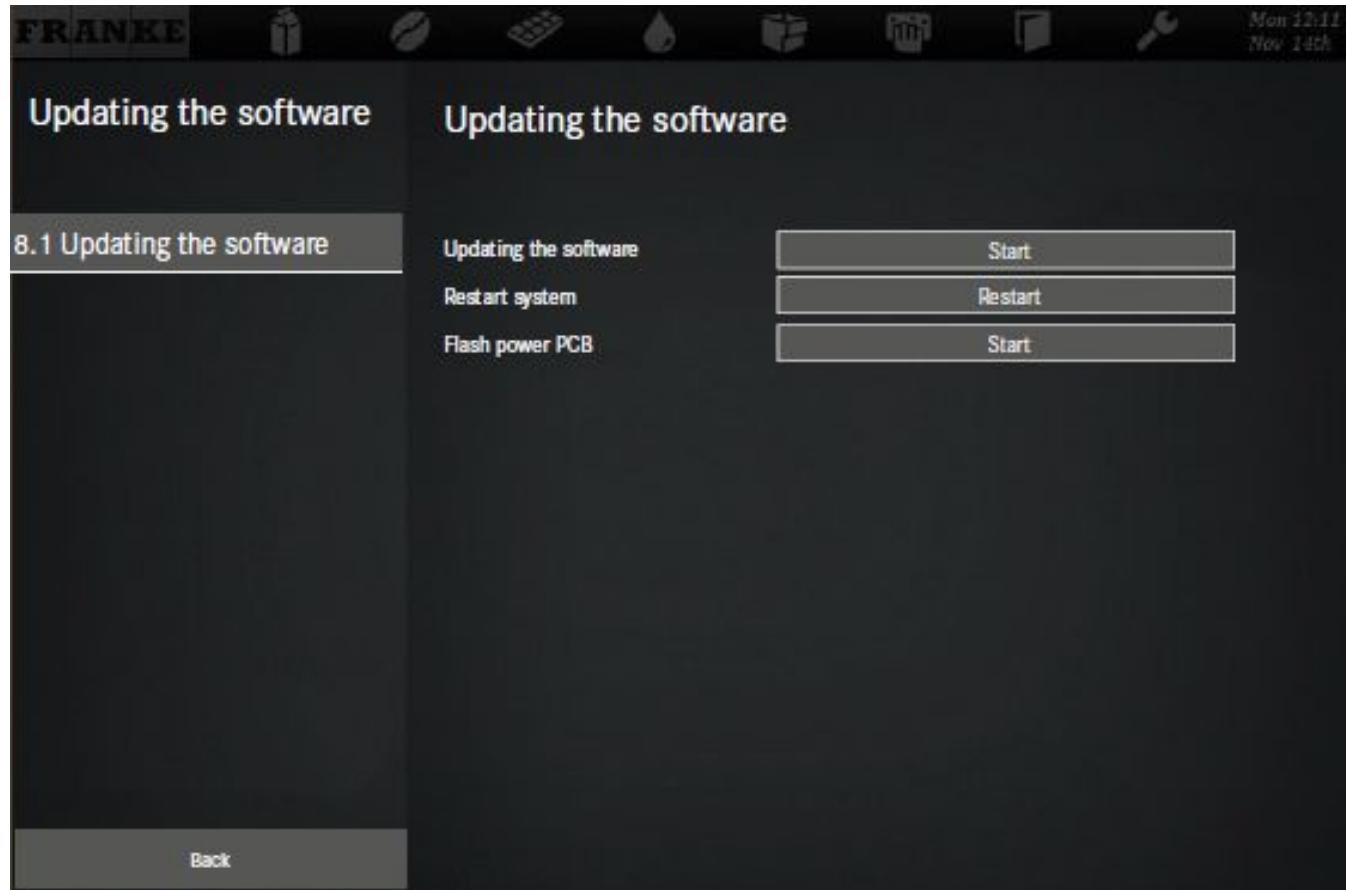 FRANKE
Mon 12:11
Nov 14th
Updating the software
8.1 Updating the software
Back
Updating the software
Updating the software Start
Restart system Restart
Flash power PCB Start